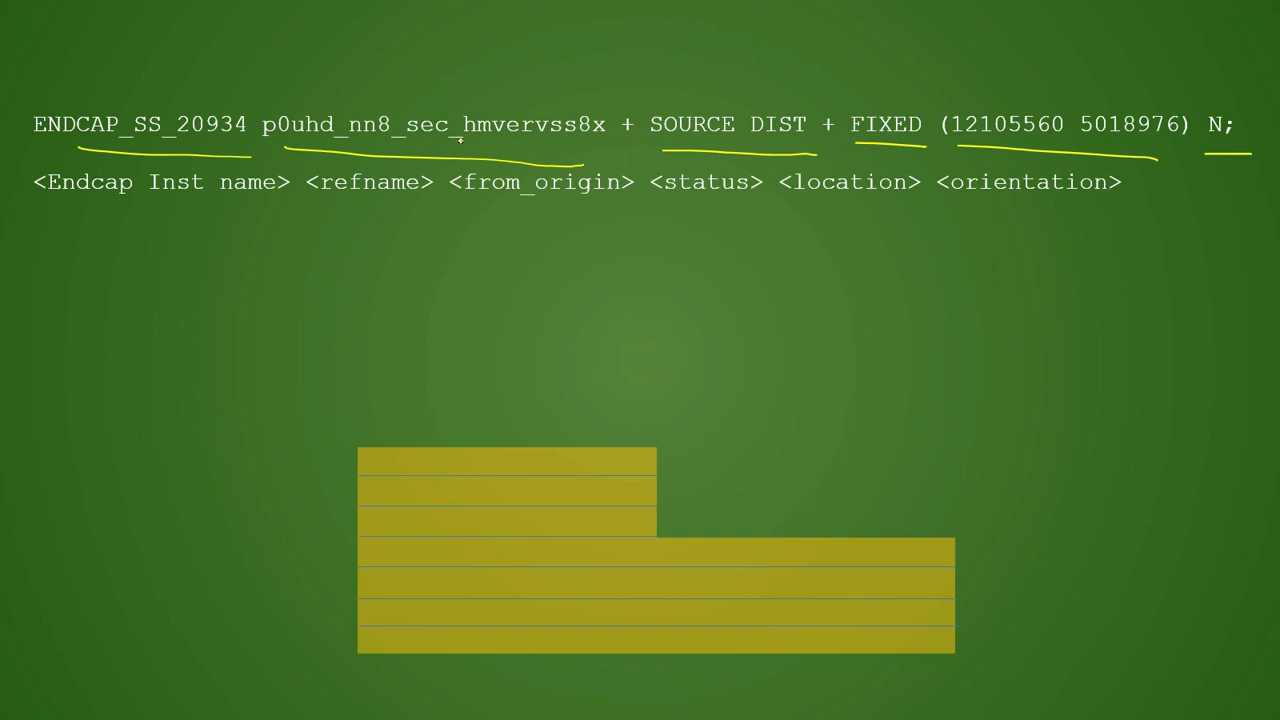 ENDCAP_SS_20934 p0uhd_nn8_sec_hmvervss8x + SOURCE DIST + FIXED (12105560 5018976) N;
<Endcap Inst name> <refname> <from_origin> <status> <location> <orientation>